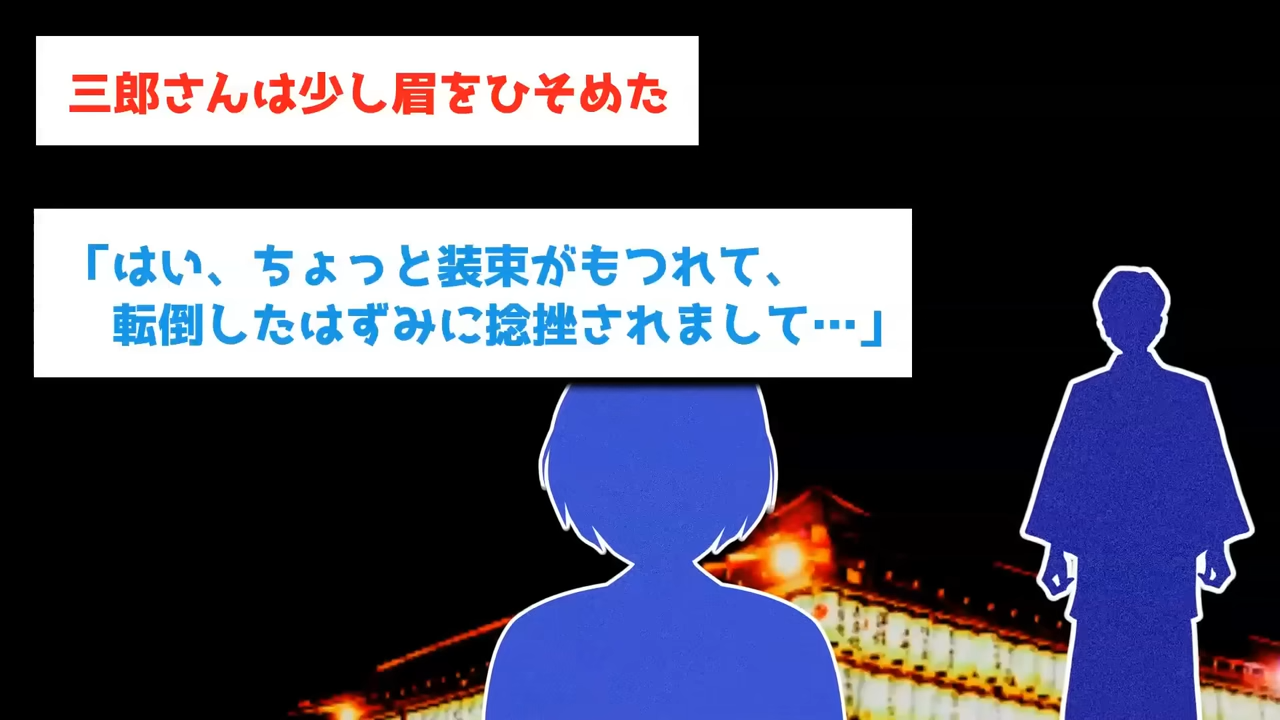 三郎さんは少し眉をひそめた
「はい、ちょっと装束がもつれて、
転倒したはずみに捻挫されまして…」